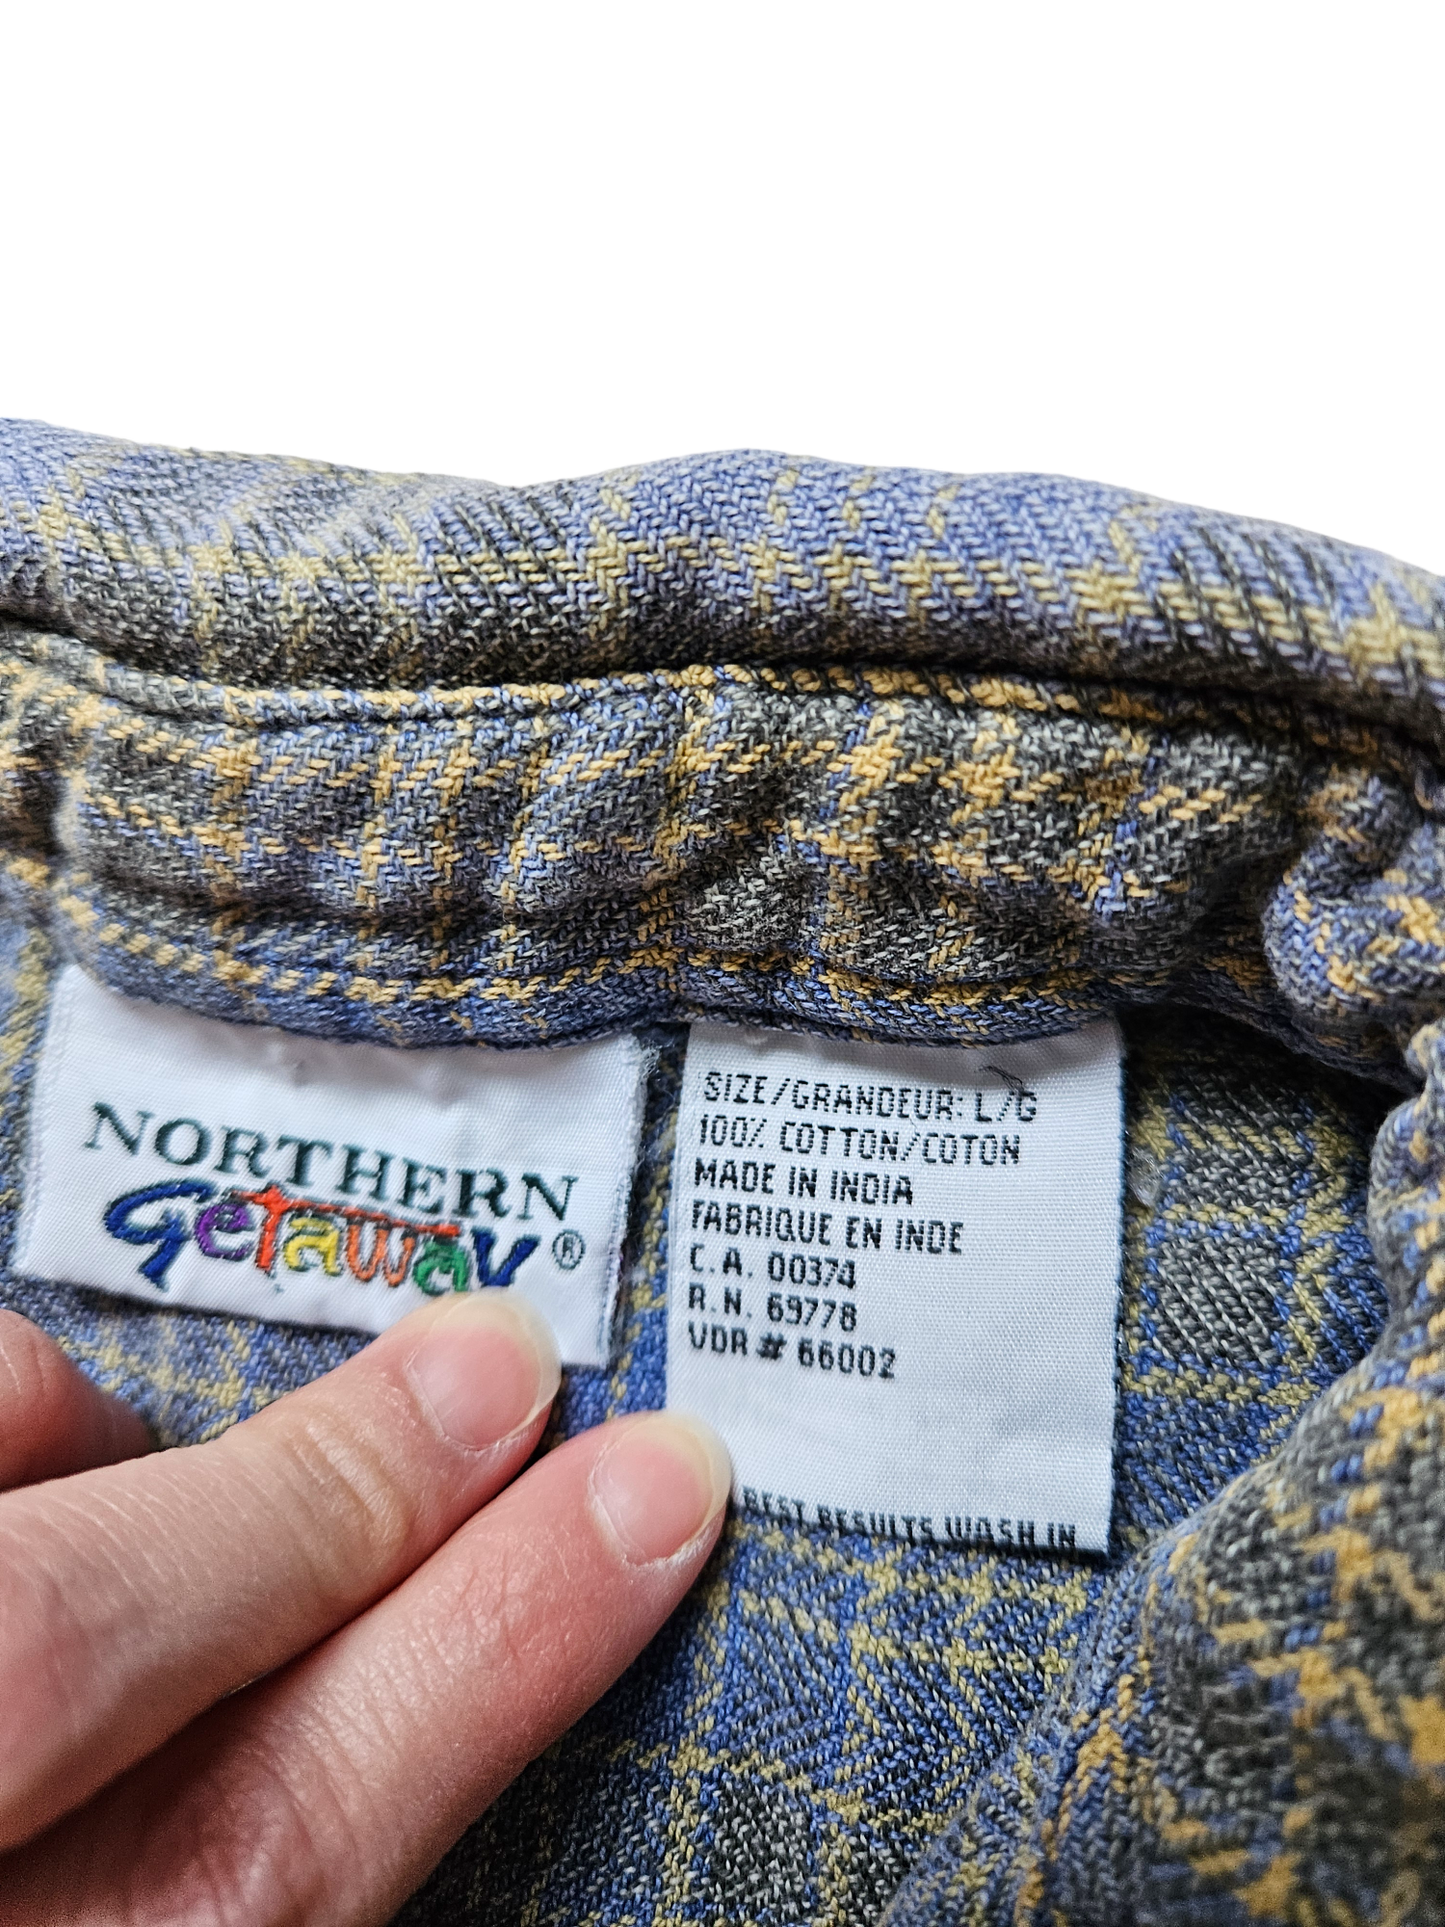 NORTHERN
Getaway®
SIZE/GRANDEUR: L/G
100% COTTON/COTON
MADE IN INDIA
FABRIQUE EN INDE
C.A. 00374
R.N. 69778
VDR # 66002
BEST RESULTS WASH IN